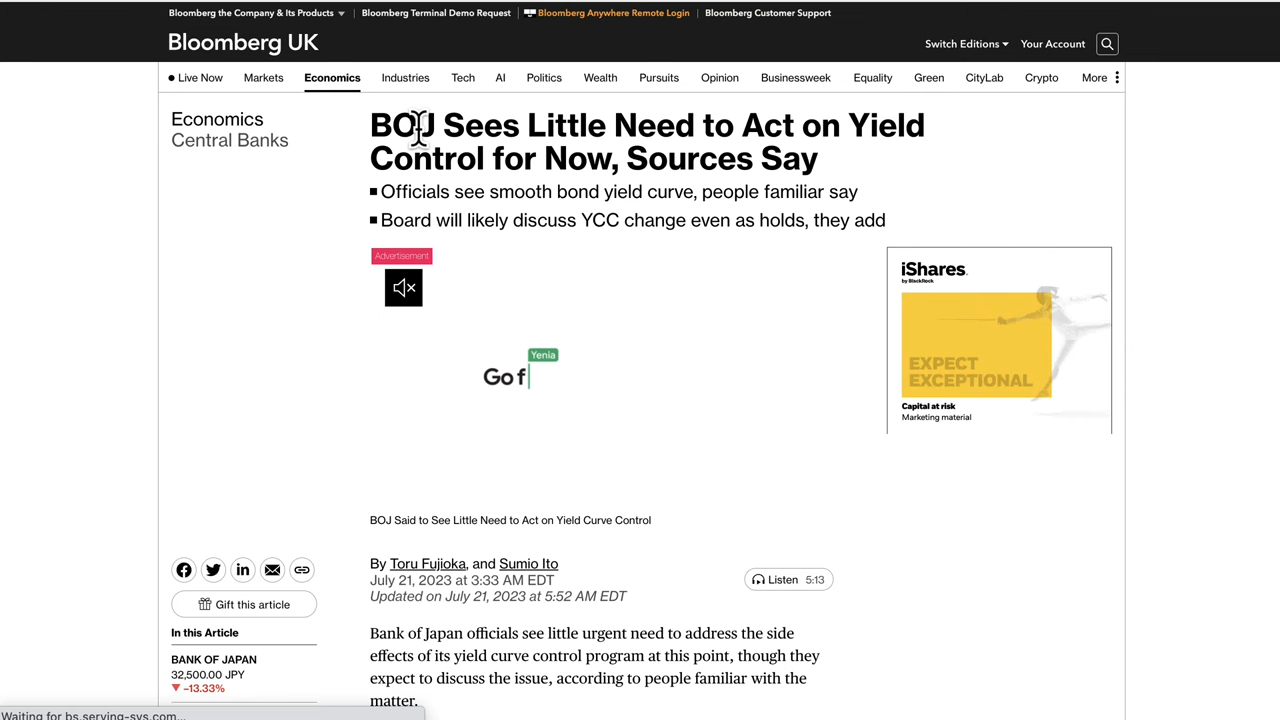 Bloomberg the Company & Its Products
Bloomberg Terminal Demo Request
Bloomberg Anywhere Remote Login
Bloomberg Customer Support
Bloomberg UK
Switch Editions
Your Account
Live Now
Markets
Economics
Industries
Tech
AI
Politics
Wealth
Pursuits
Opinion
Businessweek
Equality
Green
CityLab
Crypto
More
Economics
Central Banks
BOJ Sees Little Need to Act on Yield
Control for Now, Sources Say
Officials see smooth bond yield curve, people familiar say
Board will likely discuss YCC change even as holds, they add
Advertisement
Yenia
Go f
iShares.
by BlackRock
EXPECT
EXCEPTIONAL
Capital at risk
Marketing material
BOJ Said to See Little Need to Act on Yield Curve Control
By Toru Fujioka, and Sumio Ito
July 21, 2023 at 3:33 AM EDT
Updated on July 21, 2023 at 5:52 AM EDT
Listen 5:13
Gift this article
In this Article
BANK OF JAPAN
32,500.00 JPY
▼ –13.33%
Bank of Japan officials see little urgent need to address the side
effects of its yield curve control program at this point, though they
expect to discuss the issue, according to people familiar with the
matter.
Waiting for bs.serving-sys.com...